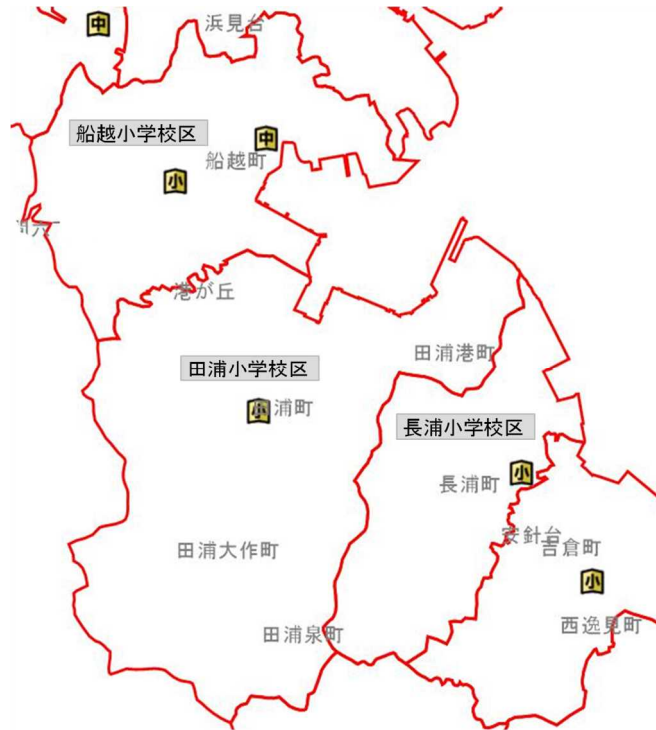 中
浜見台
船越小学校区
中
船越町
小
港が丘
田浦小学校区
田浦港町
小
浦町
長浦小学校区
小
長浦町
安針台
吉倉町
田浦大作町
小
西逸見町
田浦泉町